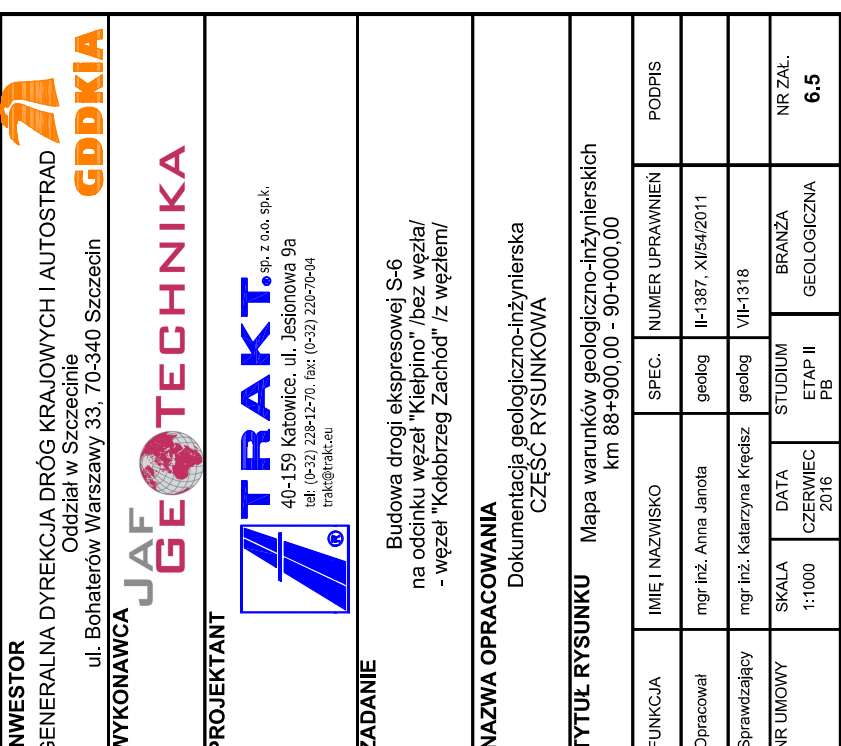 NWESTOR
GENERALNA DYREKCJA DRÓG KRAJOWYCH I AUTOSTRAD
Oddział w Szczecinie
ul. Bohaterów Warszawy 33, 70-340 Szczecin
GDDKIA
WYKONAWCA
JAF
GEOTECHNIKA
PROJEKTANT
TRAKT® sp. z o.o. sp.k.
40-159 Katowice, ul. Jesionowa 9a
tel: (0-32) 228-12-70, fax: (0-32) 220-70-04
trakt@trakt.eu
®
ZADANIE
Budowa drogi ekspresowej S-6
na odcinku węzeł "Kiełpino" /bez węzła/
- węzeł "Kołobrzeg Zachód" /z węzłem/
NAZWA OPRACOWANIA
Dokumentacja geologiczno-inżynierska
CZĘŚĆ RYSUNKOWA
TYTUŁ RYSUNKU
Mapa warunków geologiczno-inżynierskich
km 88+900,00 - 90+000,00
FUNKCJA IMIĘ I NAZWISKO SPEC. NUMER UPRAWNIEŃ PODPIS
Opracował mgr inż. Anna Janota geolog II-1387, XI/54/2011
Sprawdzający mgr inż. Katarzyna Kręcisz geolog VII-1318
NR UMOWY SKALA DATA STUDIUM BRANŻA NR ZAŁ.
1:1000 CZERWIEC ETAP II GEOLOGICZNA 6.5
2016 PB